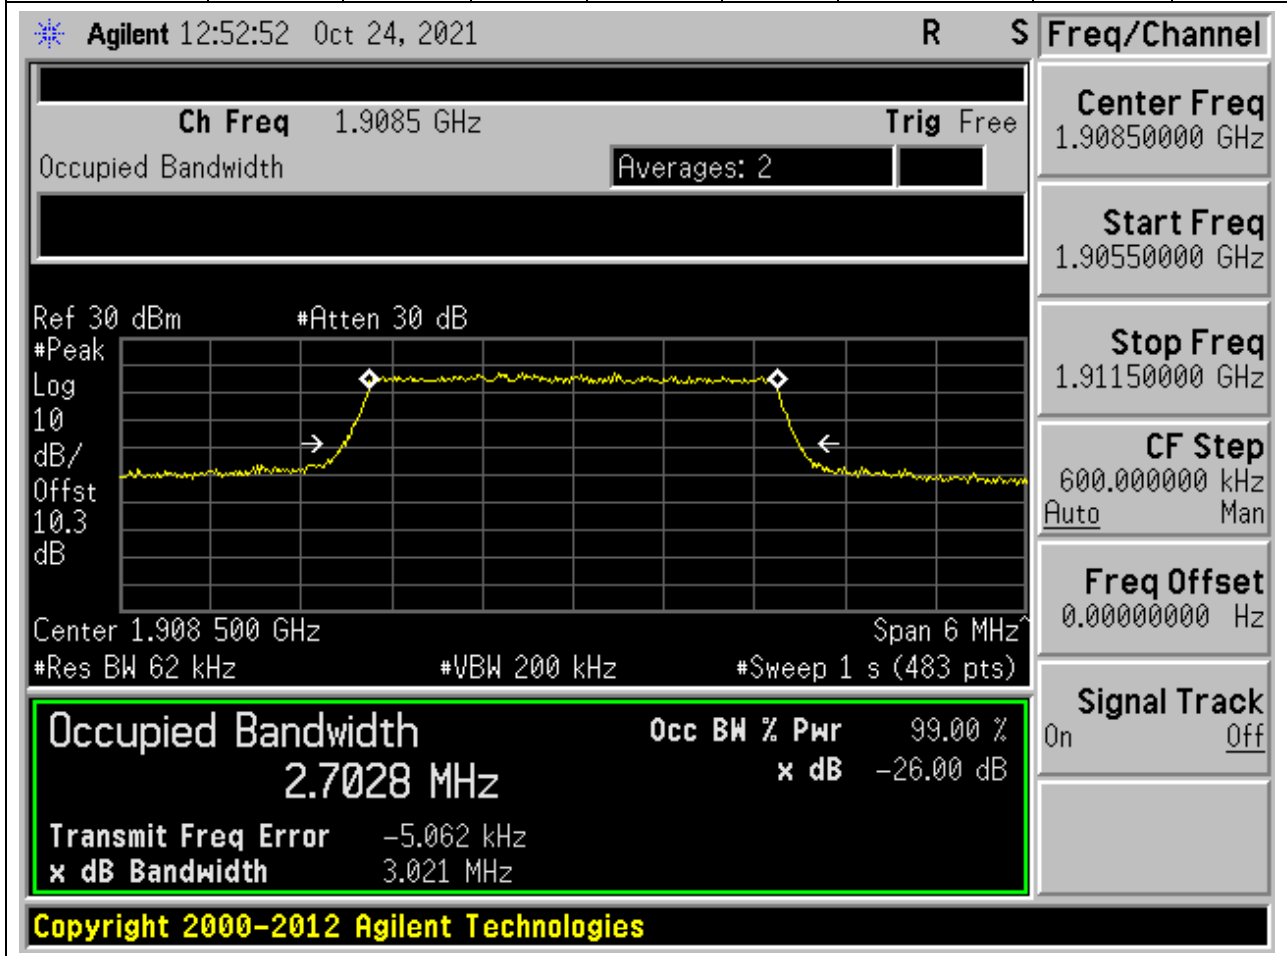 Agilent 12:52:52 Oct 24, 2021 R S
Freq/Channel
Ch Freq 1.9085 GHz Trig Free
Occupied Bandwidth Averages: 2
Center Freq
1.90850000 GHz
Start Freq
1.90550000 GHz
Stop Freq
1.91150000 GHz
CF Step
600.000000 kHz
Auto Man
Freq Offset
0.00000000 Hz
Signal Track
On Off
Ref 30 dBm #Atten 30 dB
#Peak
Log
10
dB/
Offst
10.3
dB
Center 1.908 500 GHz Span 6 MHz^
#Res BW 62 kHz #VBW 200 kHz #Sweep 1 s (483 pts)
Occupied Bandwidth Occ BW % Pwr 99.00 %
2.7028 MHz x dB -26.00 dB
Transmit Freq Error -5.062 kHz
x dB Bandwidth 3.021 MHz
Copyright 2000-2012 Agilent Technologies